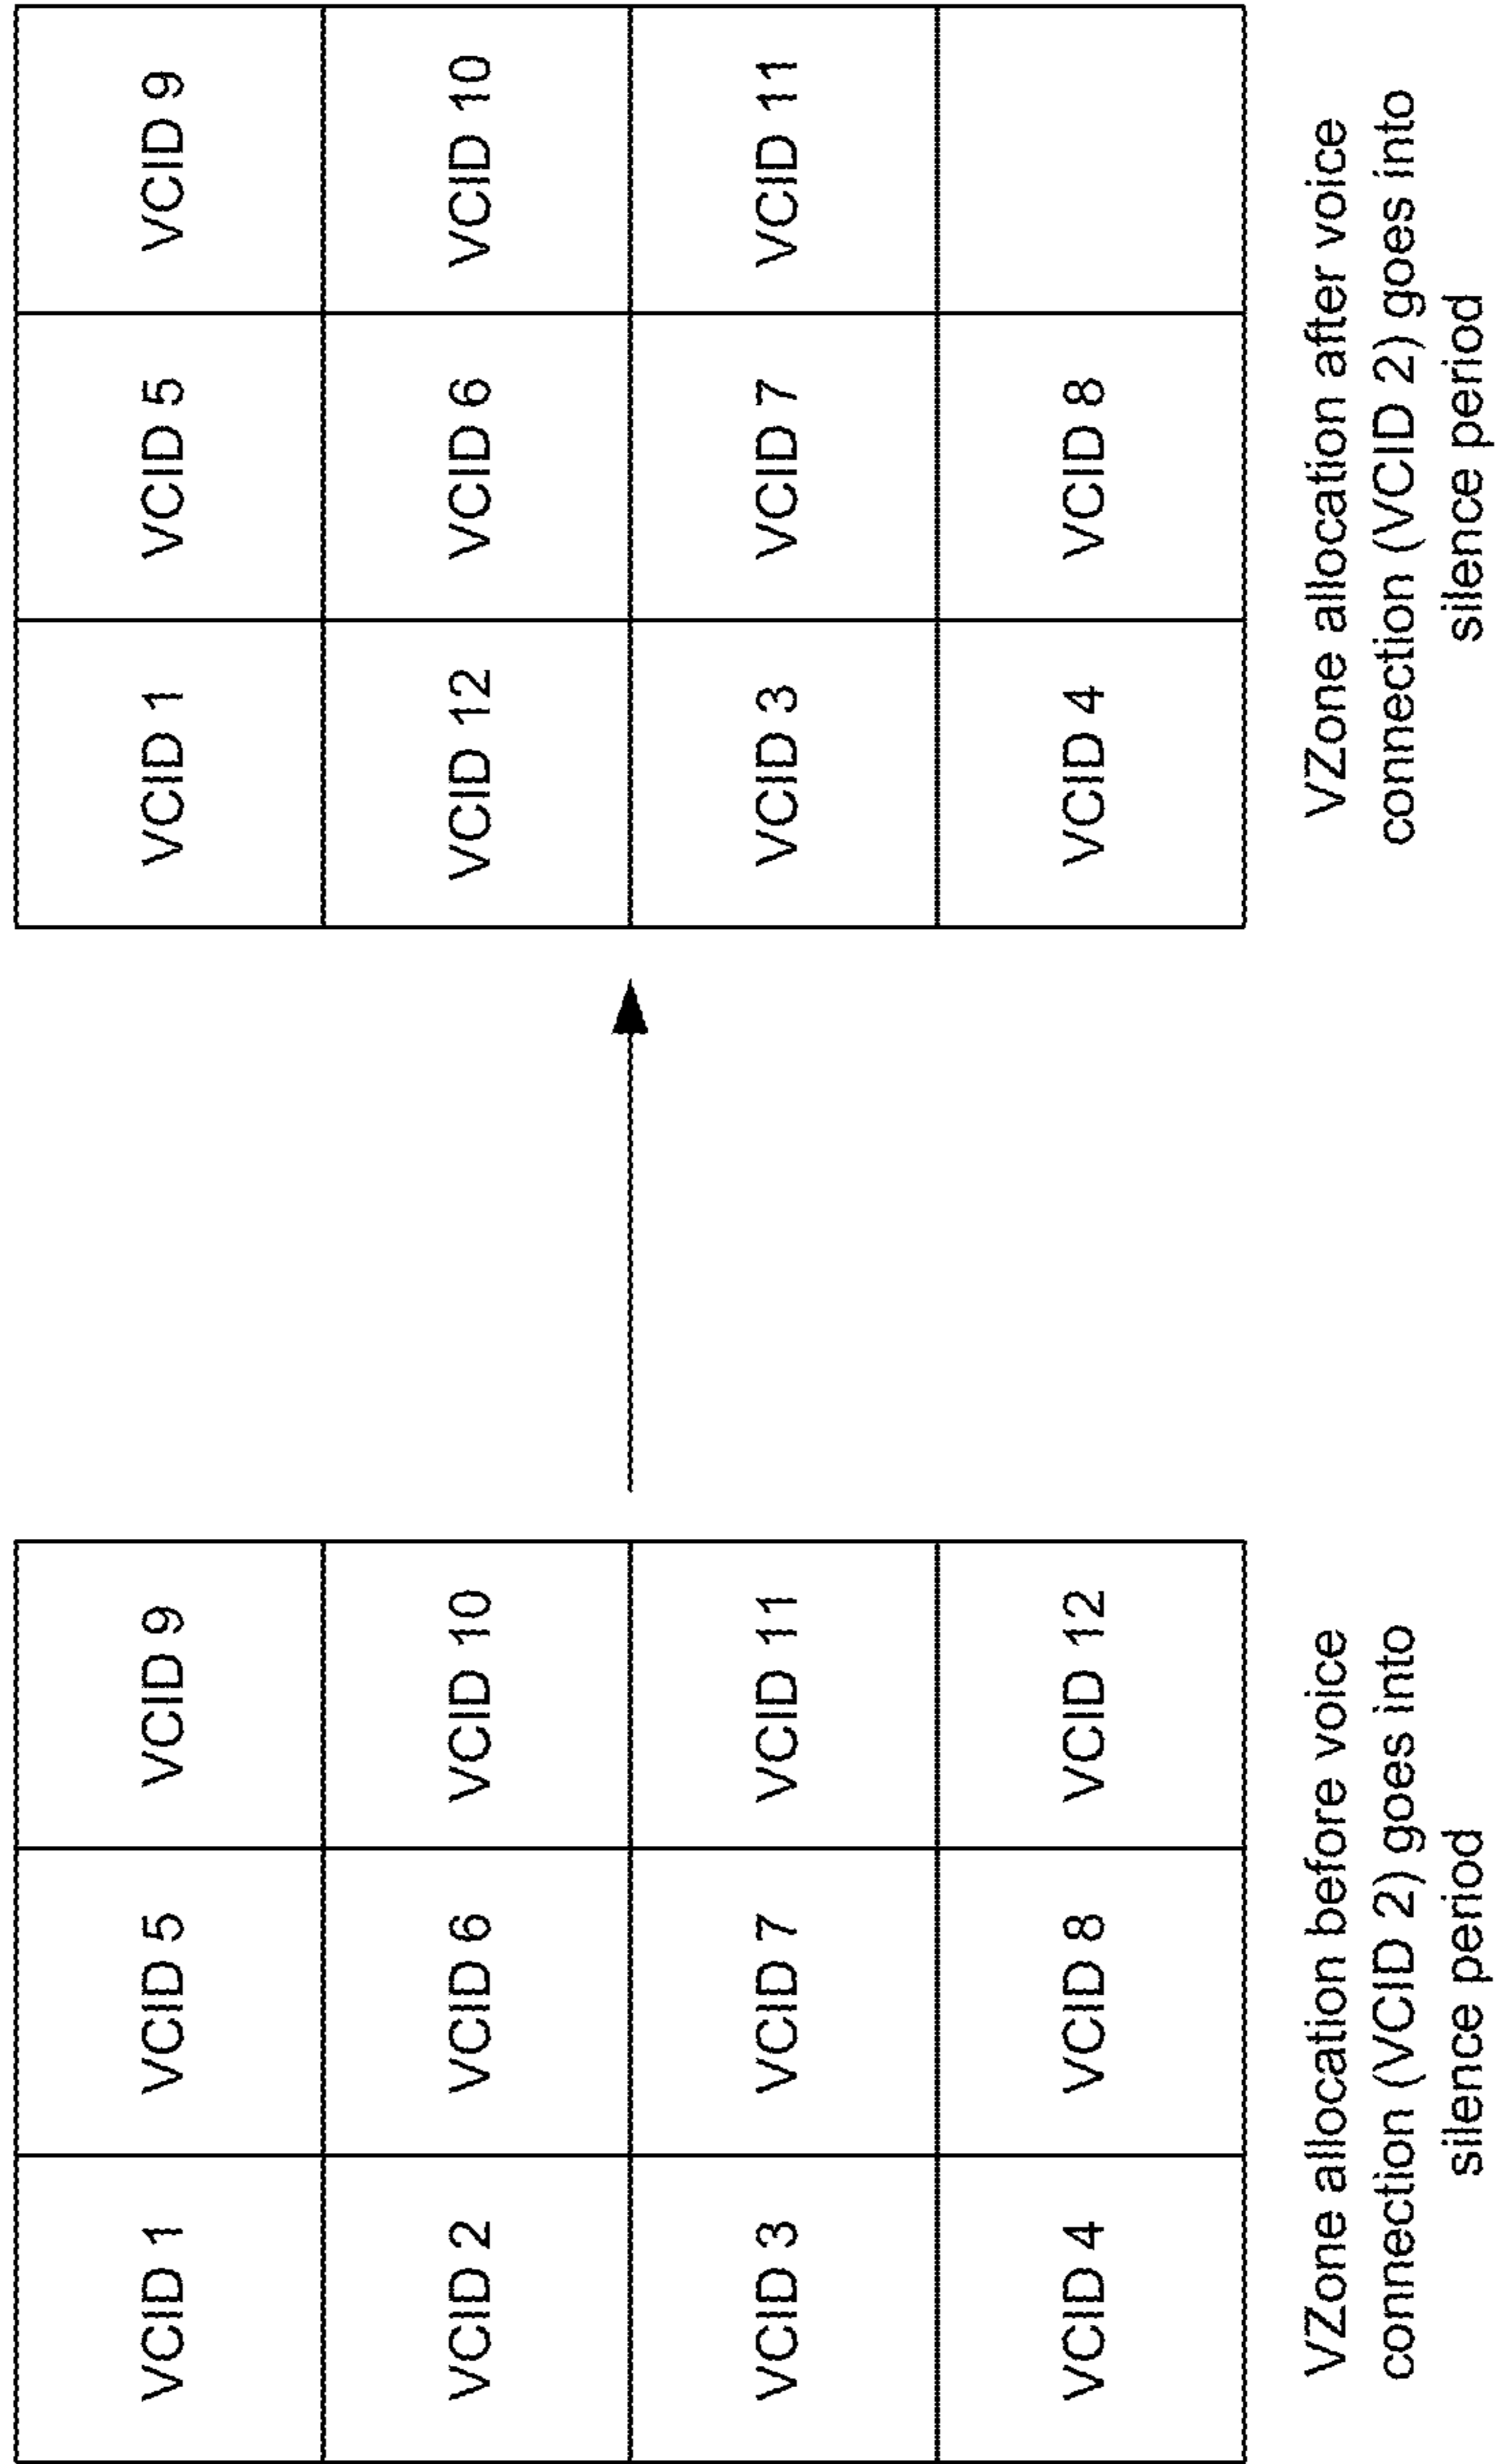 VCID 1
VCID 5
VCID 9
VCID 2
VCID 6
VCID 10
VCID 3
VCID 7
VCID 11
VCID 4
VCID 8
VCID 12
VZone allocation before voice
connection (VCID 2) goes into
silence period
VCID 1
VCID 5
VCID 9
VCID 12
VCID 6
VCID 10
VCID 3
VCID 7
VCID 11
VCID 4
VCID 8
VZone allocation after voice
connection (VCID 2) goes into
silence period